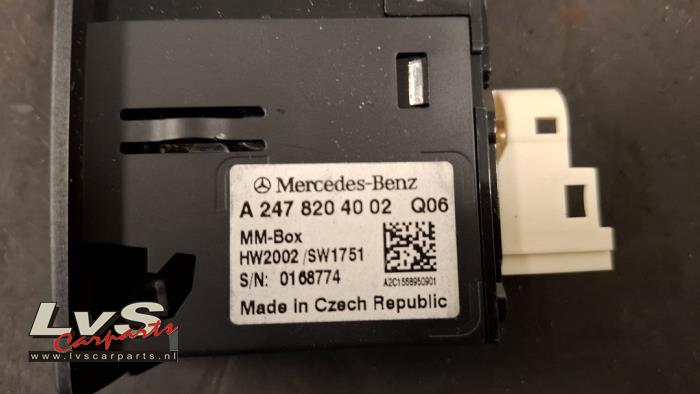 Mercedes-Benz
A 247 820 40 02 Q06
MM-Box
HW2002 /SW1751
S/N: 0168774
A2C1558950901
Made in Czech Republic
LvS
Carparts
www.lvscarparts.nl